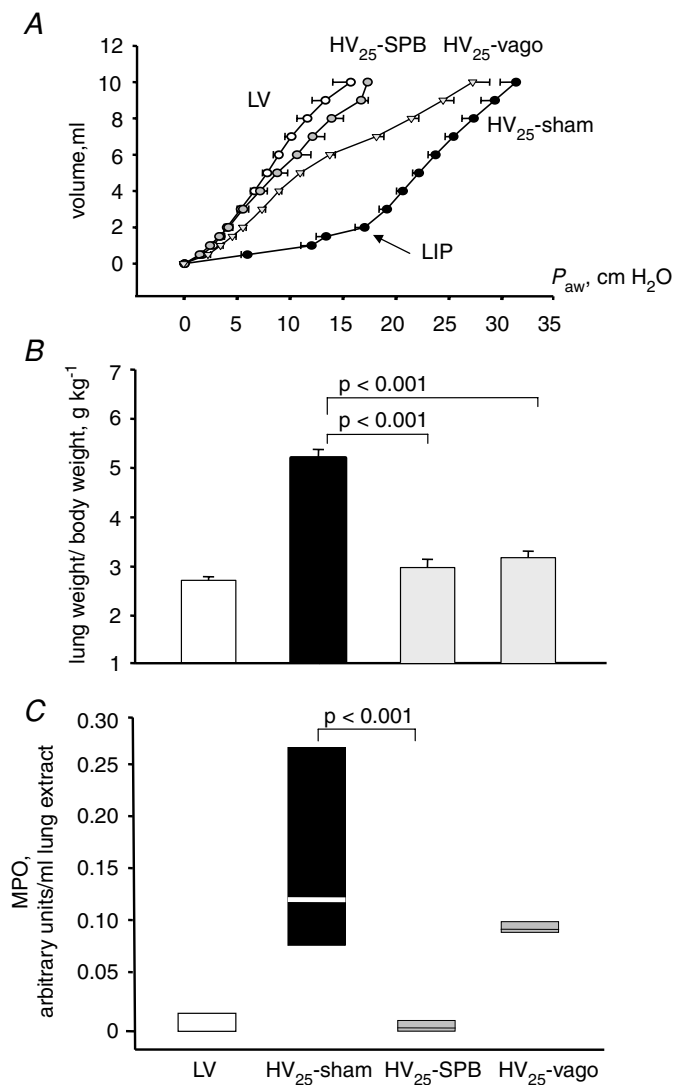 A
HV25-SPB HV25-vago
12
10
8
6
4
2
0
volume,ml
LV
HV25-sham
LIP
Paw, cm H2O
0 5 10 15 20 25 30 35
B
7
6
5
4
3
2
1
lung weight/ body weight, g kg-1
p < 0.001
p < 0.001
C
0.30
0.25
0.20
0.15
0.10
0.05
0
MPO,
arbitrary units/ml lung extract
p < 0.001
LV HV25-sham HV25-SPB HV25-vago